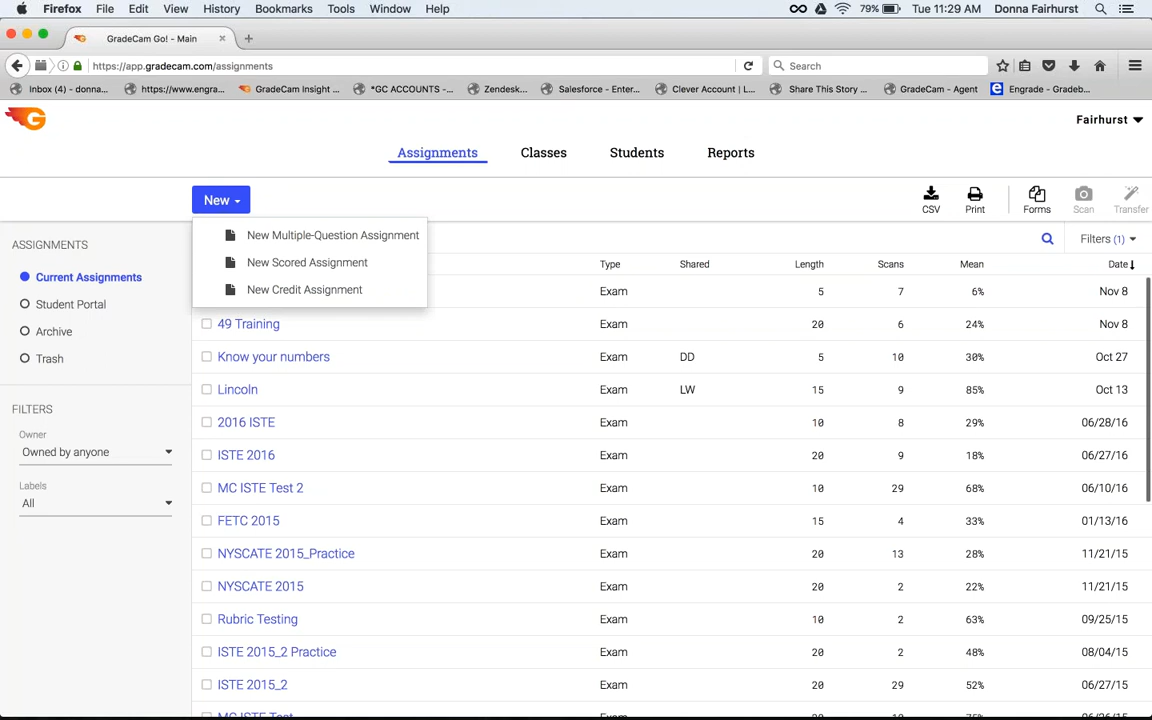 Firefox File Edit View History Bookmarks Tools Window Help 79% Tue 11:29 AM Donna Fairhurst
GradeCam Go! - Main
https://app.gradecam.com/assignments Search
Inbox (4) - donna... https://www.engra... GradeCam Insight ... *GC ACCOUNTS -... Zendesk... Salesforce - Enter... Clever Account | L... Share This Story ... GradeCam - Agent Engrade - Gradeb...
G Fairhurst
Assignments Classes Students Reports
New CSV Print Forms Scan Transfer
ASSIGNMENTS
Current Assignments
Student Portal
Archive
Trash
FILTERS
Owner
Owned by anyone
Labels
All
New Multiple-Question Assignment
New Scored Assignment
New Credit Assignment
Filters (1)
Type Shared Length Scans Mean Date
Exam 5 7 6% Nov 8
49 Training Exam 20 6 24% Nov 8
Know your numbers Exam DD 5 10 30% Oct 27
Lincoln Exam LW 15 9 85% Oct 13
2016 ISTE Exam 10 8 29% 06/28/16
ISTE 2016 Exam 20 9 18% 06/27/16
MC ISTE Test 2 Exam 10 29 68% 06/10/16
FETC 2015 Exam 15 4 33% 01/13/16
NYSCATE 2015_Practice Exam 20 13 28% 11/21/15
NYSCATE 2015 Exam 20 2 22% 11/21/15
Rubric Testing Exam 10 2 63% 09/25/15
ISTE 2015_2 Practice Exam 20 2 48% 08/04/15
ISTE 2015_2 Exam 20 29 52% 06/27/15
MC ISTE Test Exam